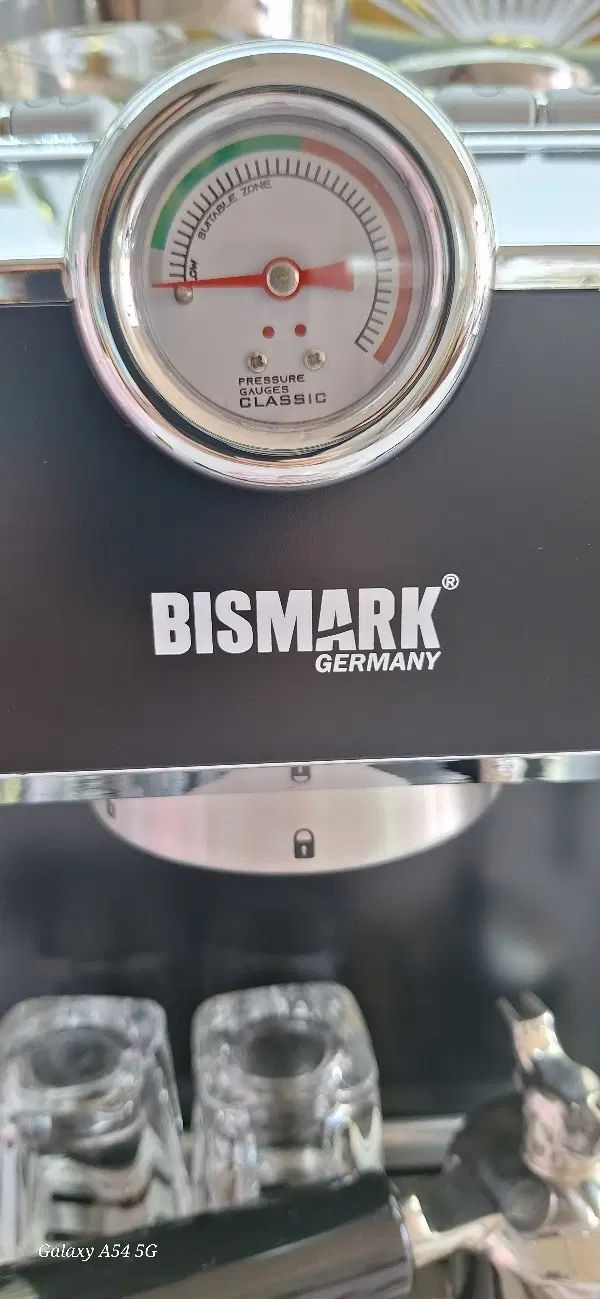 SUITABLE ZONE
LOW
PRESSURE
GAUGES
CLASSIC
BISMARK®
GERMANY
Galaxy A54 5G